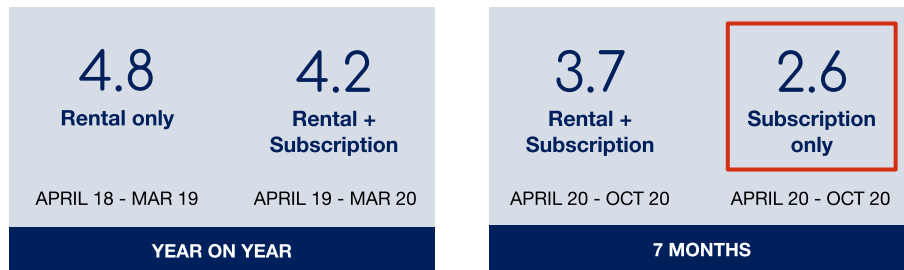 4.8
Rental only
APRIL 18 - MAR 19
4.2
Rental +
Subscription
APRIL 19 - MAR 20
YEAR ON YEAR
3.7
Rental +
Subscription
APRIL 20 - OCT 20
2.6
Subscription
only
APRIL 20 - OCT 20
7 MONTHS